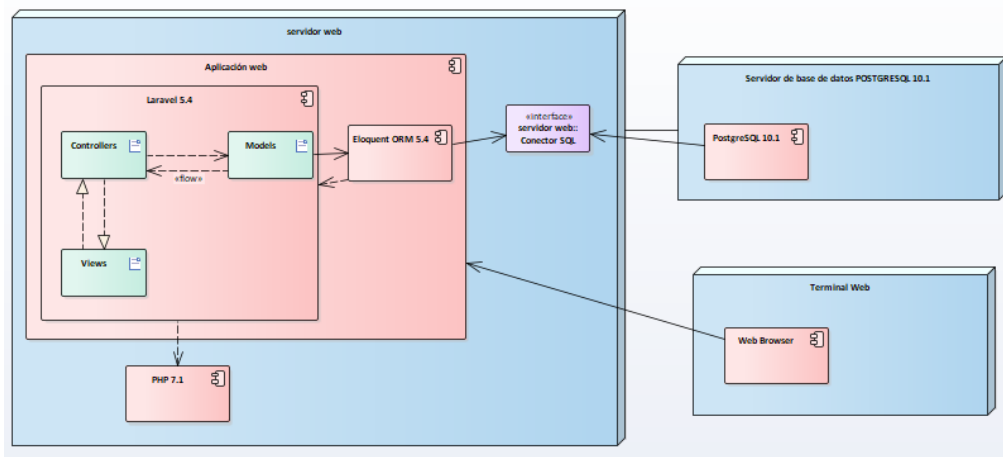 servidor web
Aplicación web
Laravel 5.4
Controllers
Models
«flow»
Views
Eloquent ORM 5.4
«interface»
servidor web::
Conector SQL
PHP 7.1
Servidor de base de datos POSTGRESQL 10.1
PostgreSQL 10.1
Terminal Web
Web Browser